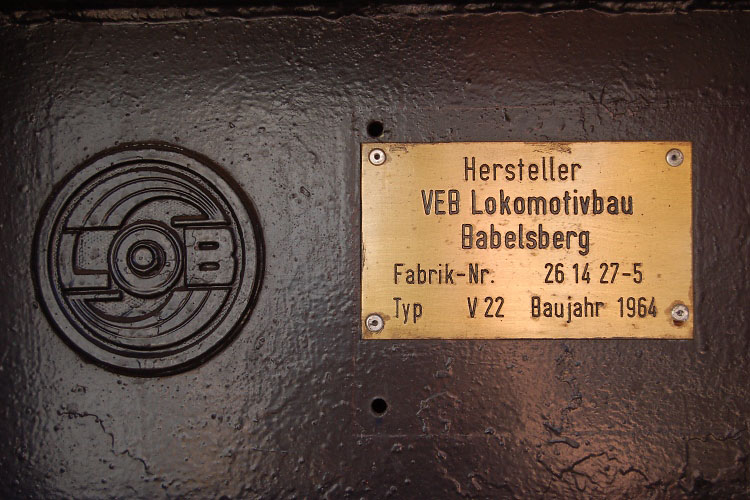 LOB
Hersteller
VEB Lokomotivbau
Babelsberg
Fabrik-Nr. 26 14 27-5
Typ V 22 Baujahr 1964